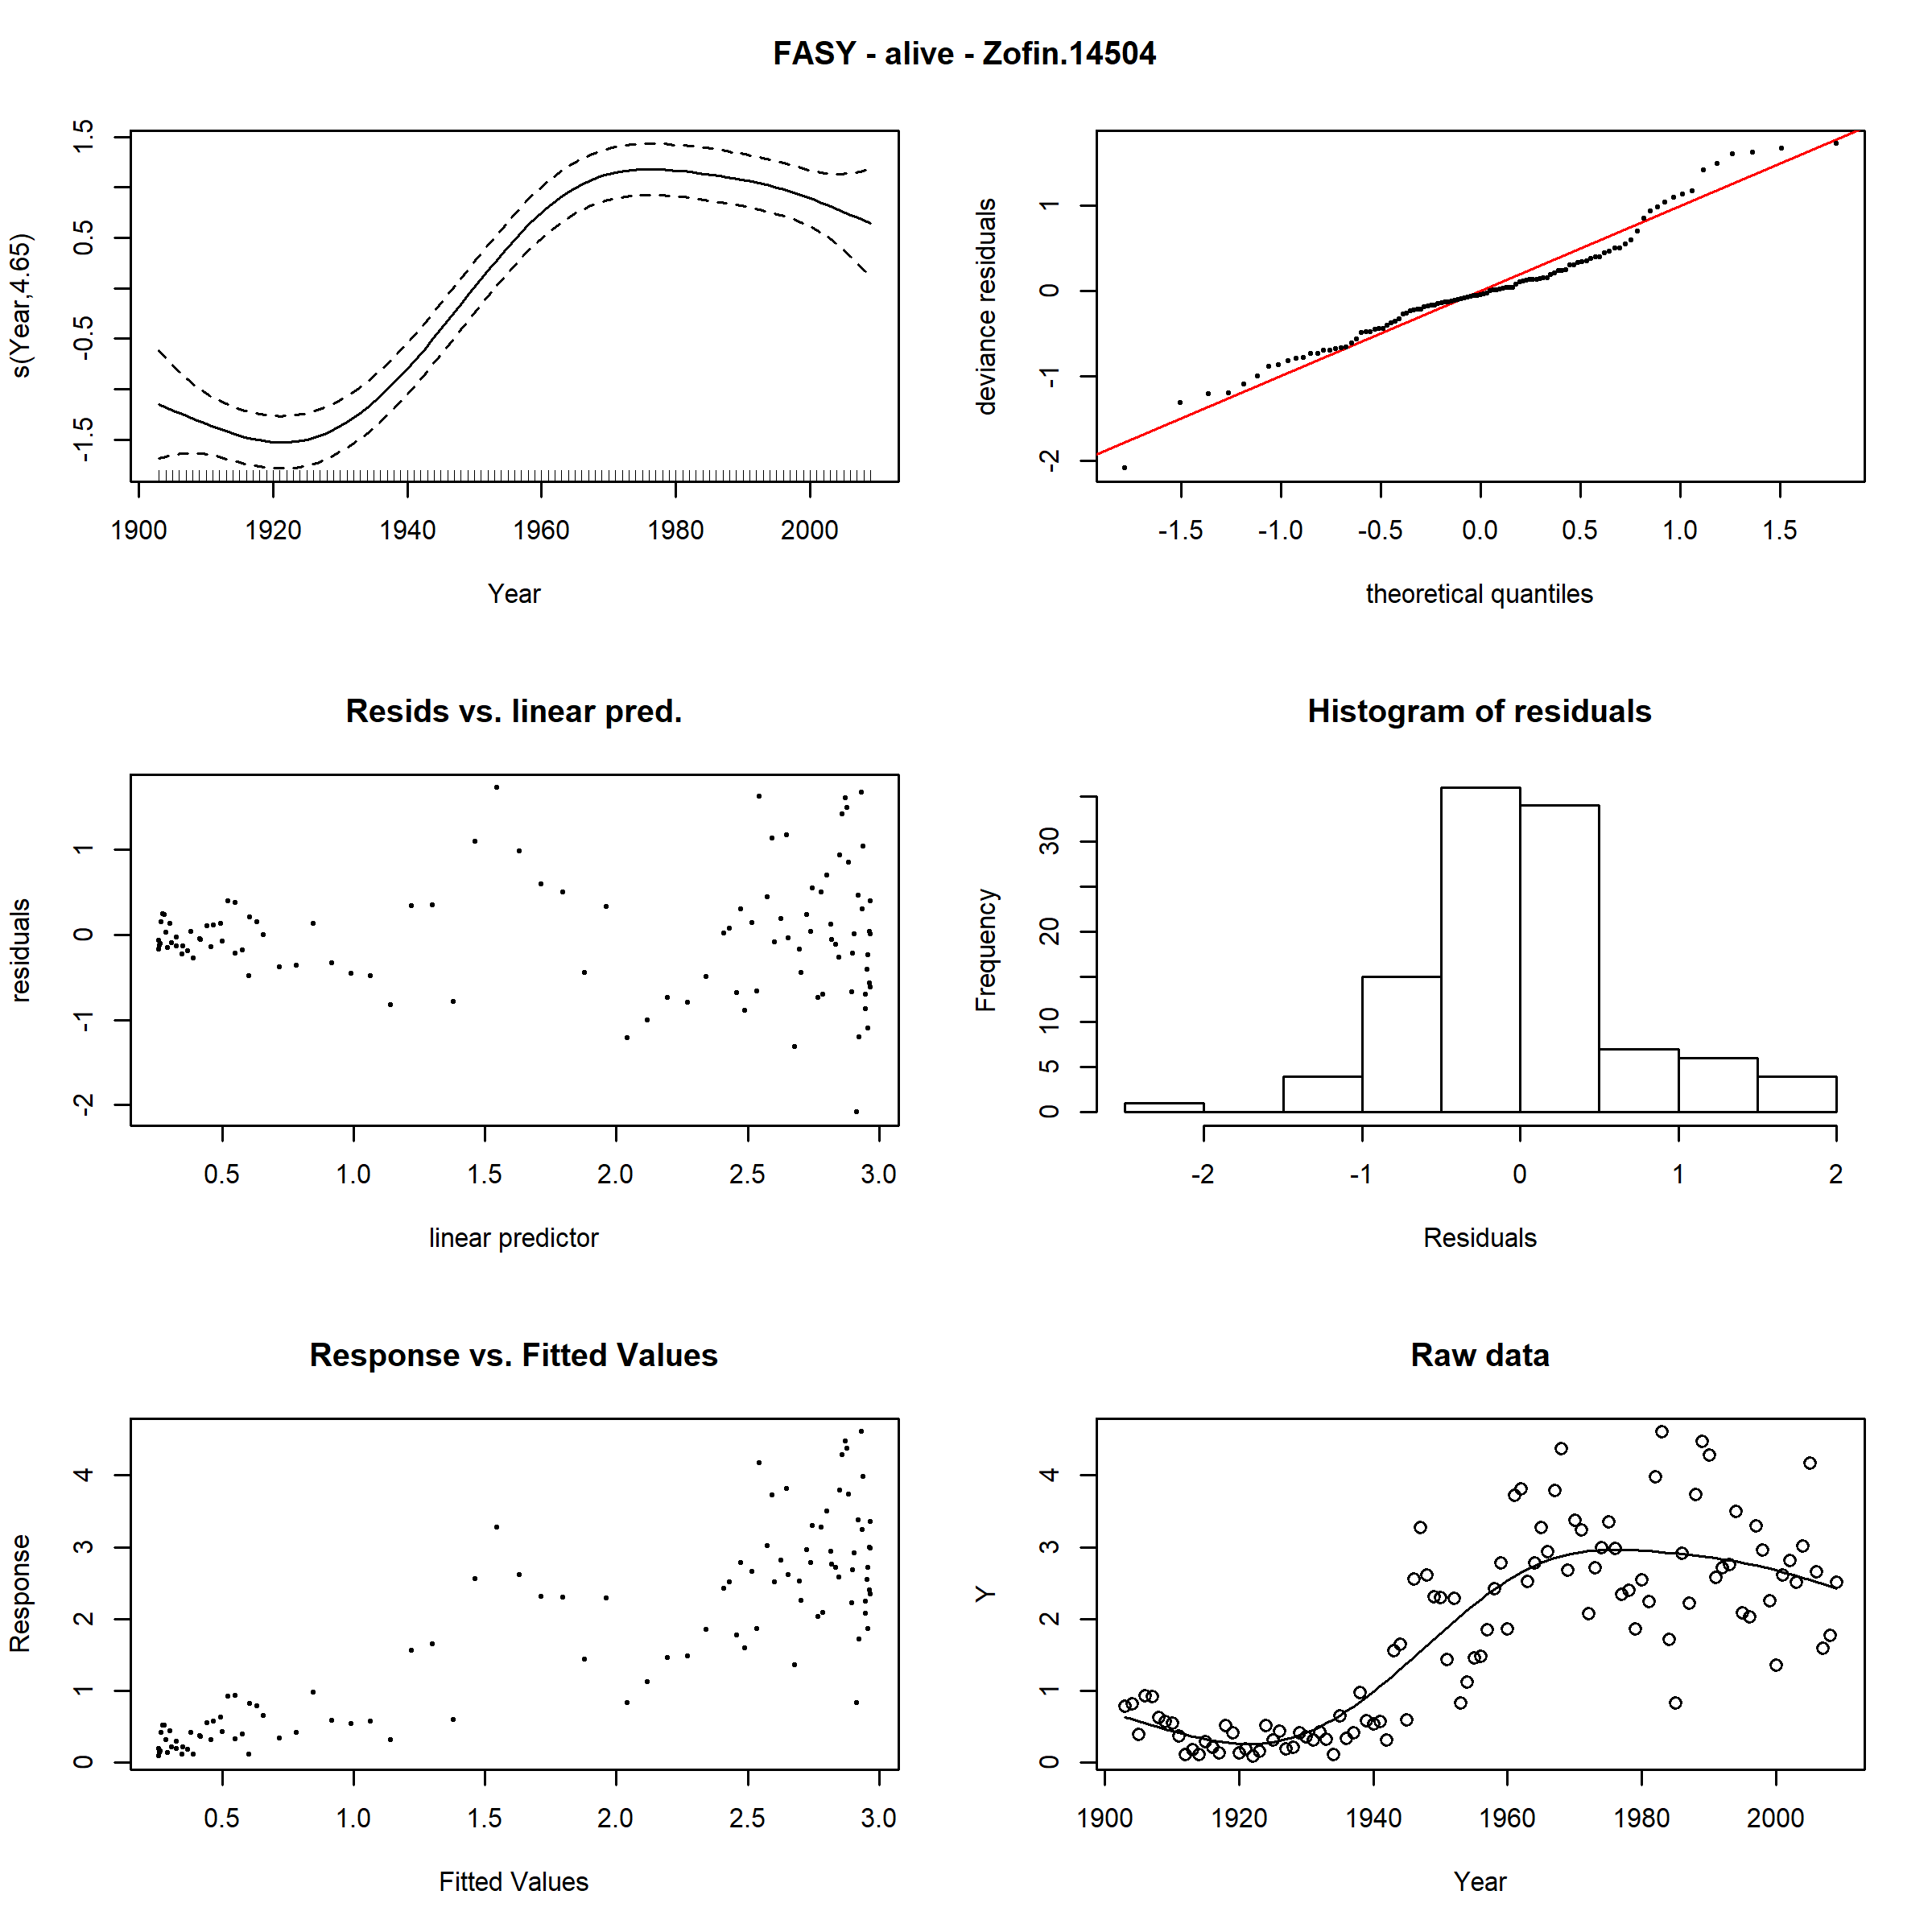 FASY - alive - Zofin.14504
s(Year,4.65)
1.5
0.5
-0.5
-1.5
1900 1920 1940 1960 1980 2000
Year
deviance residuals
1
0
-1
-2
-1.5 -1.0 -0.5 0.0 0.5 1.0 1.5
theoretical quantiles
Resids vs. linear pred.
residuals
1
0
-1
-2
0.5 1.0 1.5 2.0 2.5 3.0
linear predictor
Histogram of residuals
Frequency
30
20
10
5
0
-2 -1 0 1 2
Residuals
Response vs. Fitted Values
Response
4
3
2
1
0
0.5 1.0 1.5 2.0 2.5 3.0
Fitted Values
Raw data
Y
4
3
2
1
0
1900 1920 1940 1960 1980 2000
Year